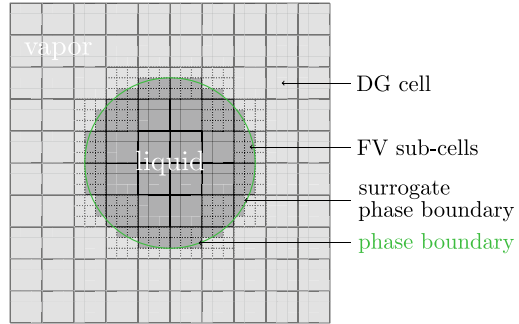 vapor
DG cell
FV sub-cells
liquid
surrogate
phase boundary
phase boundary